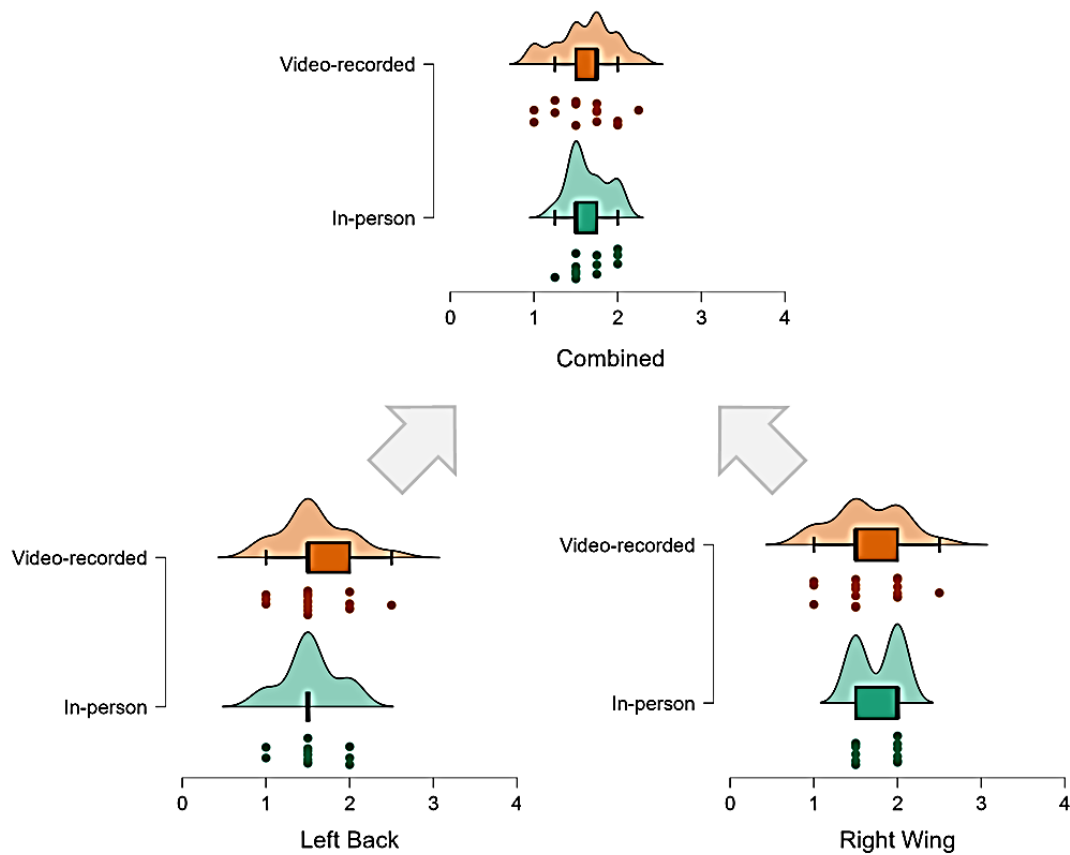 Video-recorded
In-person
0 1 2 3 4
Combined
Video-recorded
In-person
0 1 2 3 4
Left Back
Video-recorded
In-person
0 1 2 3 4
Right Wing